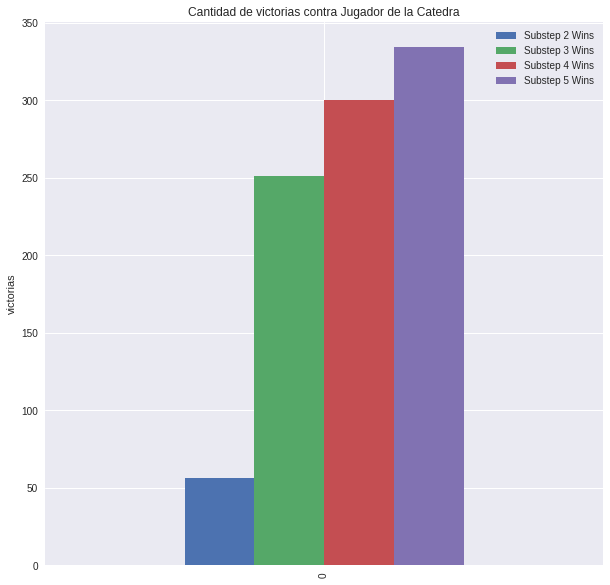 Cantidad de victorias contra Jugador de la Catedra
Substep 2 Wins
Substep 3 Wins
Substep 4 Wins
Substep 5 Wins
350
300
250
200
150
100
50
0
victorias
0